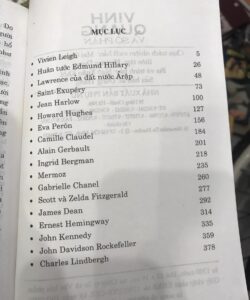 MỤC LỤC
• Vivien Leigh 5
• Huân tước Edmund Hillary 26
• Lawrence của đất nước Arập 48
• Saint-Exupéry 73
• Jean Harlow 100
• Howard Hughes 127
• Eva Perón 156
• Camille Claudel 184
• Alain Gerbault 201
• Ingrid Bergman 218
• Mermoz 235
• Gabrielle Chanel 260
• Scott và Zelda Fitzgerald 277
• James Dean 292
• Ernest Hemingway 314
• John Kennedy 335
• John Davidson Rockefeller 359
• Charles Lindbergh 378